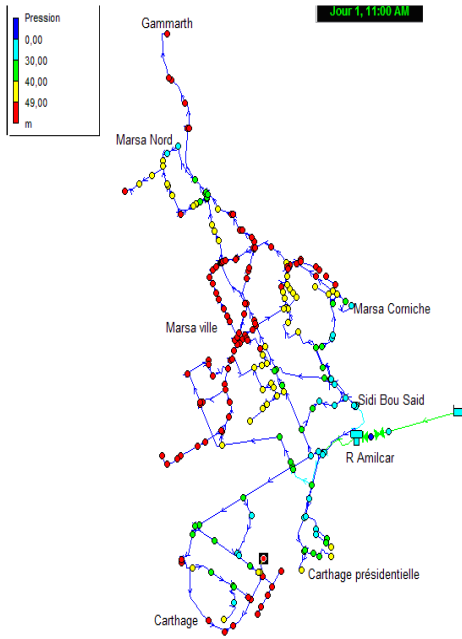 Jour 1, 11:00 AM
Pression
0,00
30,00
40,00
49,00
m
Gammarth
Marsa Nord
Marsa Corniche
Marsa ville
Sidi Bou Said
R Amilcar
Carthage présidentielle
Carthage